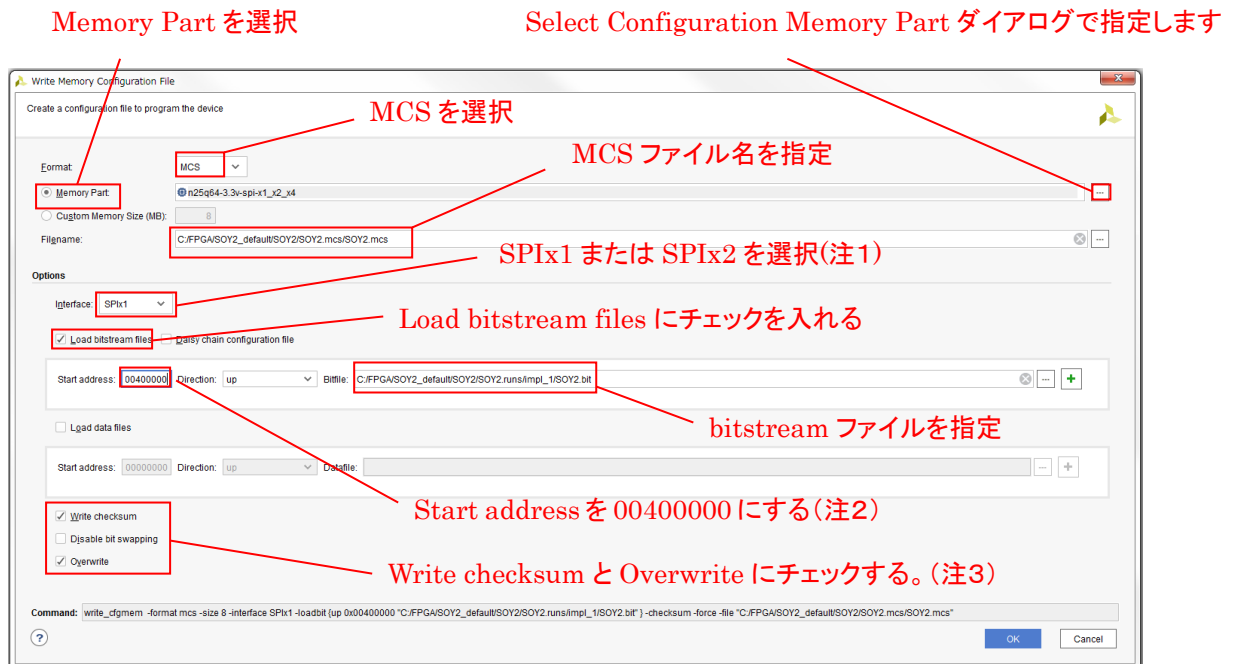 Memory Part を選択
Select Configuration Memory Part ダイアログで指定します
Write Memory Configuration File
Create a configuration file to program the device
MCS を選択
MCS ファイル名を指定
Format: MCS
Memory Part: n25q64-3.3v-spi-x1_x2_x4 ...
Custom Memory Size (MB): 8
Filename: C:/FPGA/SOY2_default/SOY2/SOY2.mcs/SOY2.mcs ...
SPIx1 または SPIx2 を選択(注1)
Options
Interface: SPIx1
Load bitstream files にチェックを入れる
Load bitstream files Daisy chain configuration file
Start address: 00400000 Direction: up Bitfile: C:/FPGA/SOY2_default/SOY2/SOY2.runs/impl_1/SOY2.bit ... +
bitstream ファイルを指定
Load data files
Start address: 00000000 Direction: up Datafile: ... +
Start address を 00400000 にする(注2)
Write checksum
Disable bit swapping
Overwrite
Write checksum と Overwrite にチェックする。(注3)
Command: write_cfgmem -format mcs -size 8 -interface SPIx1 -loadbit {up 0x00400000 "C:/FPGA/SOY2_default/SOY2/SOY2.runs/impl_1/SOY2.bit" } -checksum -force -file "C:/FPGA/SOY2_default/SOY2/SOY2.mcs/SOY2.mcs"
? OK Cancel